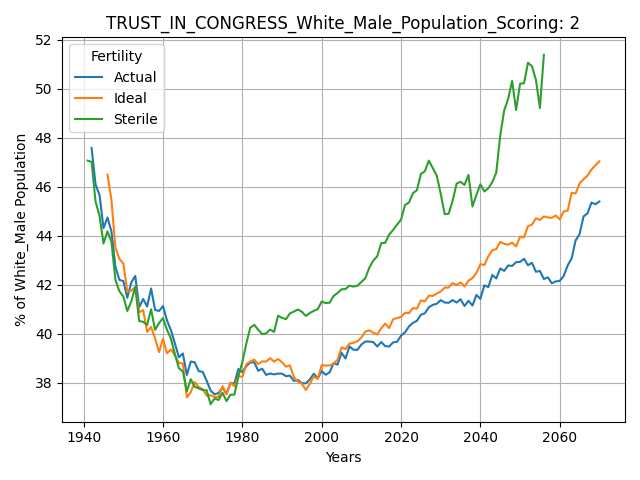 TRUST_IN_CONGRESS_White_Male_Population_Scoring: 2
% of White_Male Population
52
50
48
46
44
42
40
38
Fertility
Actual
Ideal
Sterile
1940
1960
1980
2000
2020
2040
2060
Years